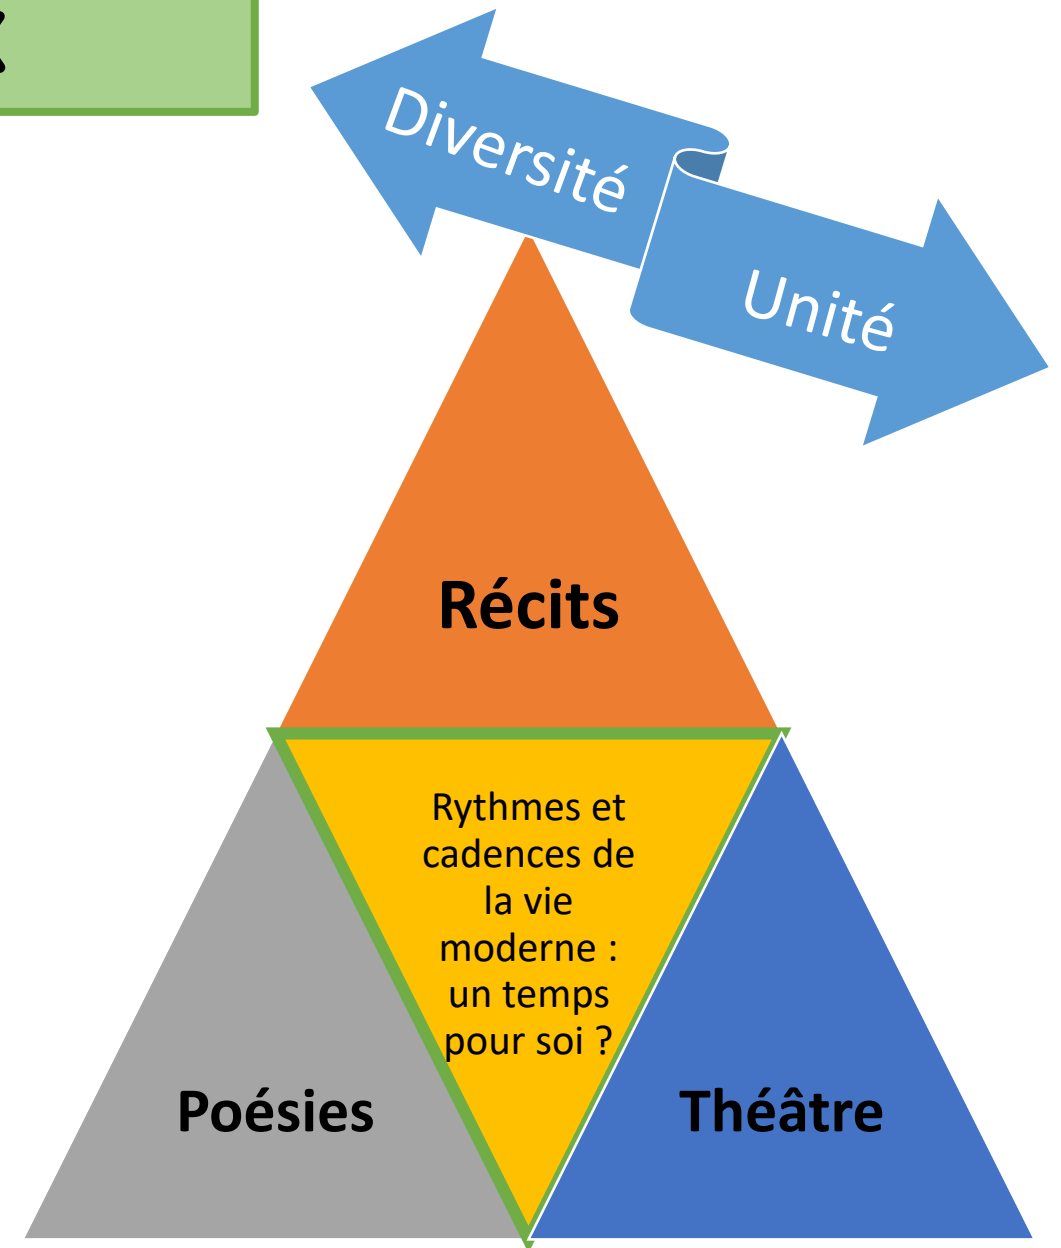 Diversité
Unité
Récits
Rythmes et
cadences de
la vie
moderne :
un temps
pour soi ?
Poésies
Théâtre